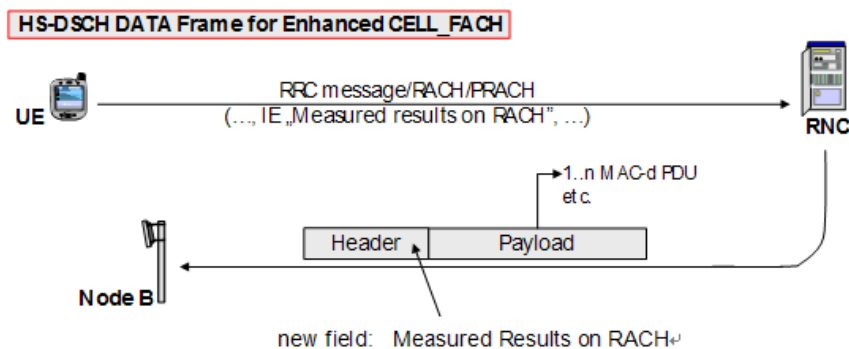 HS-DSCH DATA Frame for Enhanced CELL_FACH
RRC message/RACH/PRACH
UE
(…, IE „Measured results on RACH”, …)
RNC
1..n MAC-d PDU
etc.
Header
Payload
Node B
new field: Measured Results on RACH↵